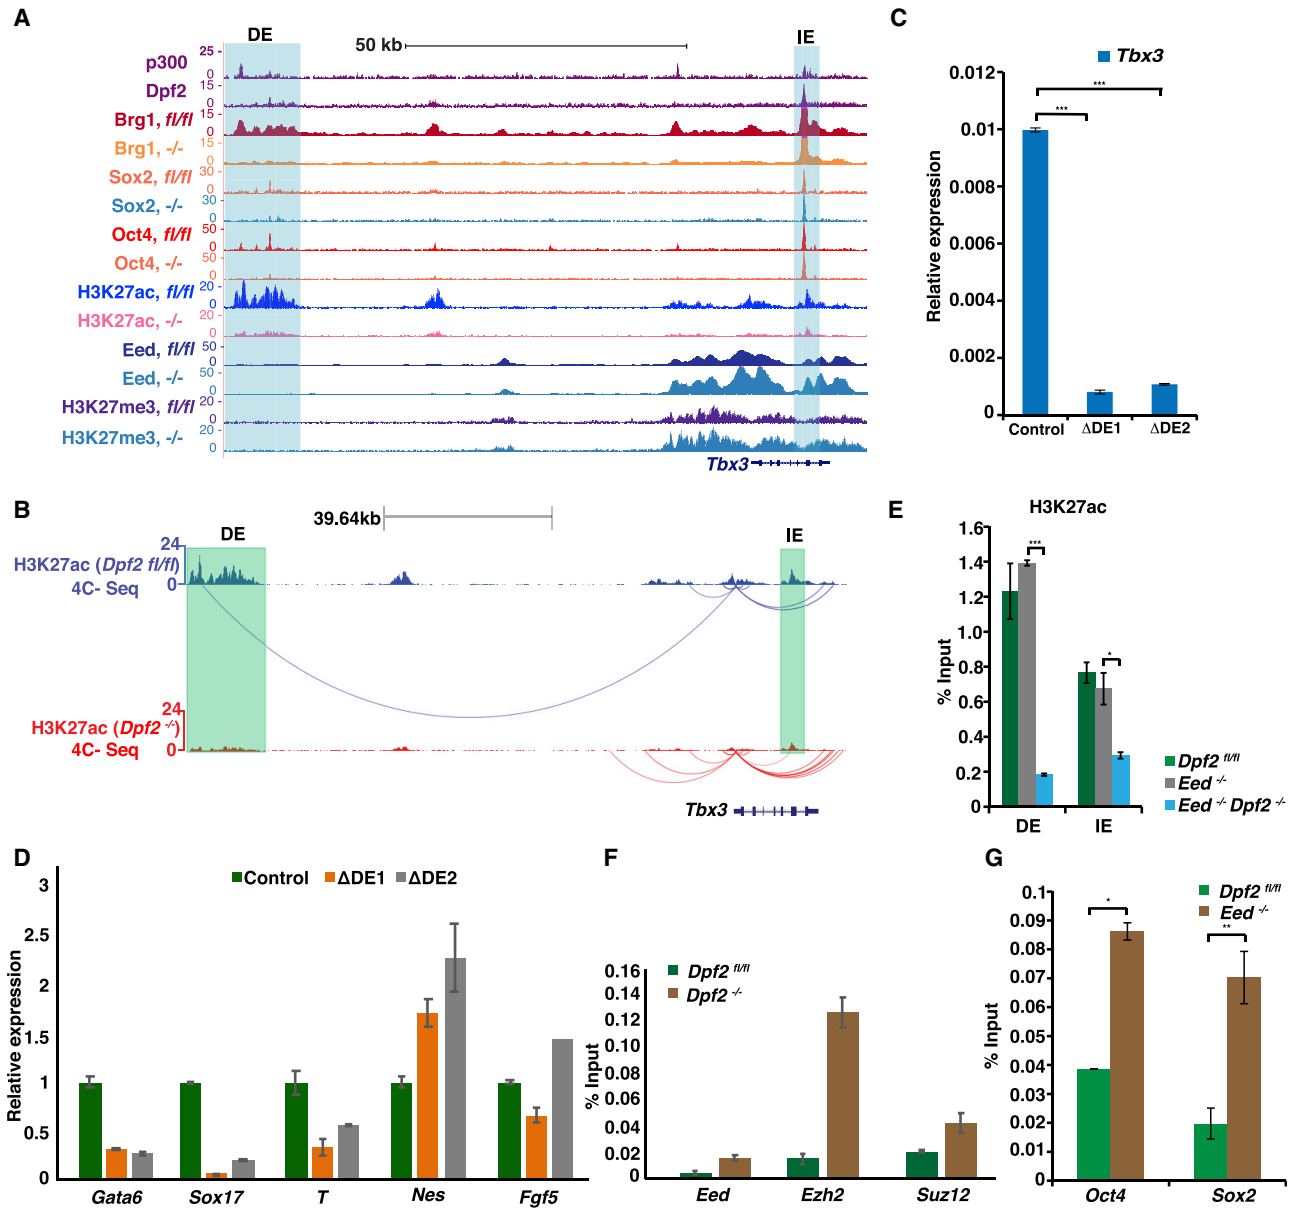 A
DE
50 kb
IE
p300
25
0
Dpf2
15
0
Brg1, fl/fl
15
0
Brg1, -/-
15
0
Sox2, fl/fl
30
0
Sox2, -/-
30
0
Oct4, fl/fl
50
0
Oct4, -/-
50
0
H3K27ac, fl/fl
20
0
H3K27ac, -/-
20
0
Eed, fl/fl
50
0
Eed, -/-
50
0
H3K27me3, fl/fl
20
0
H3K27me3, -/-
20
0
Tbx3
B
39.64kb
DE
IE
24
H3K27ac (Dpf2 fl/fl)
4C- Seq
0
24
H3K27ac (Dpf2 -/-)
4C- Seq
0
Tbx3
C
Tbx3
Relative expression
0.012
0.01
0.008
0.006
0.004
0.002
0
***
***
Control
ΔDE1
ΔDE2
E
H3K27ac
% Input
1.6
1.4
1.2
1.0
0.8
0.6
0.4
0.2
0
***
*
DE
IE
Dpf2 fl/fl
Eed -/-
Eed -/- Dpf2 -/-
D
Control
ΔDE1
ΔDE2
Relative expression
3
2.5
2
1.5
1
0.5
0
Gata6
Sox17
T
Nes
Fgf5
F
Dpf2 fl/fl
Dpf2 -/-
% Input
0.16
0.14
0.12
0.10
0.08
0.06
0.04
0.02
0
Eed
Ezh2
Suz12
G
Dpf2 fl/fl
Eed -/-
% Input
0.1
0.09
0.08
0.07
0.06
0.05
0.04
0.03
0.02
0.01
0
*
**
Oct4
Sox2